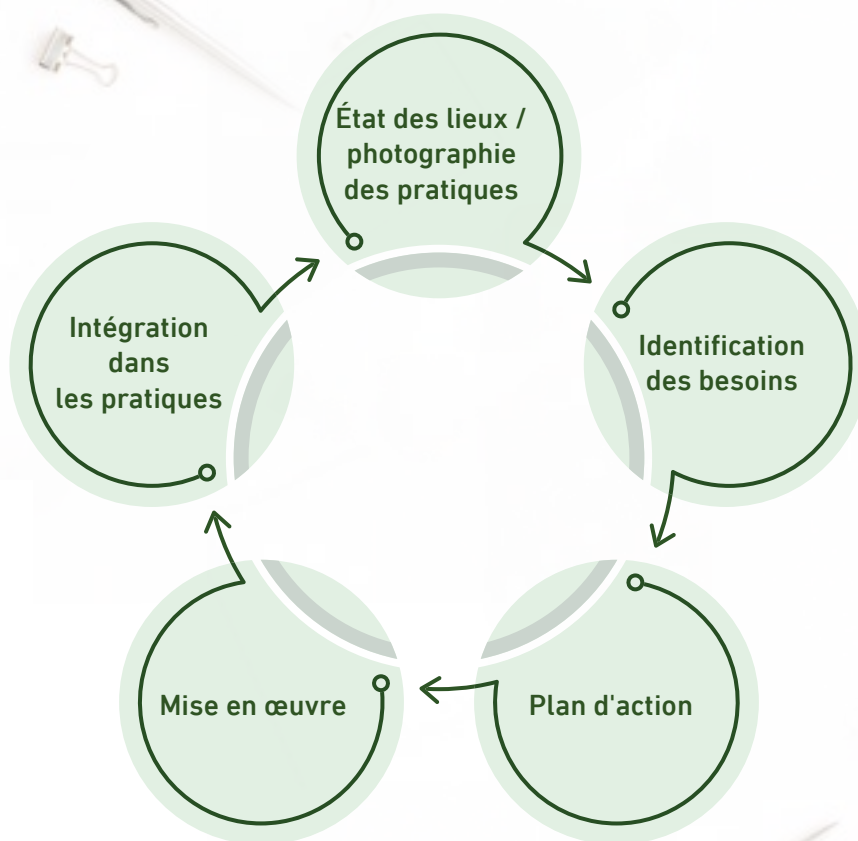 État des lieux /
photographie
des pratiques
Identification
des besoins
Plan d'action
Mise en œuvre
Intégration
dans
les pratiques